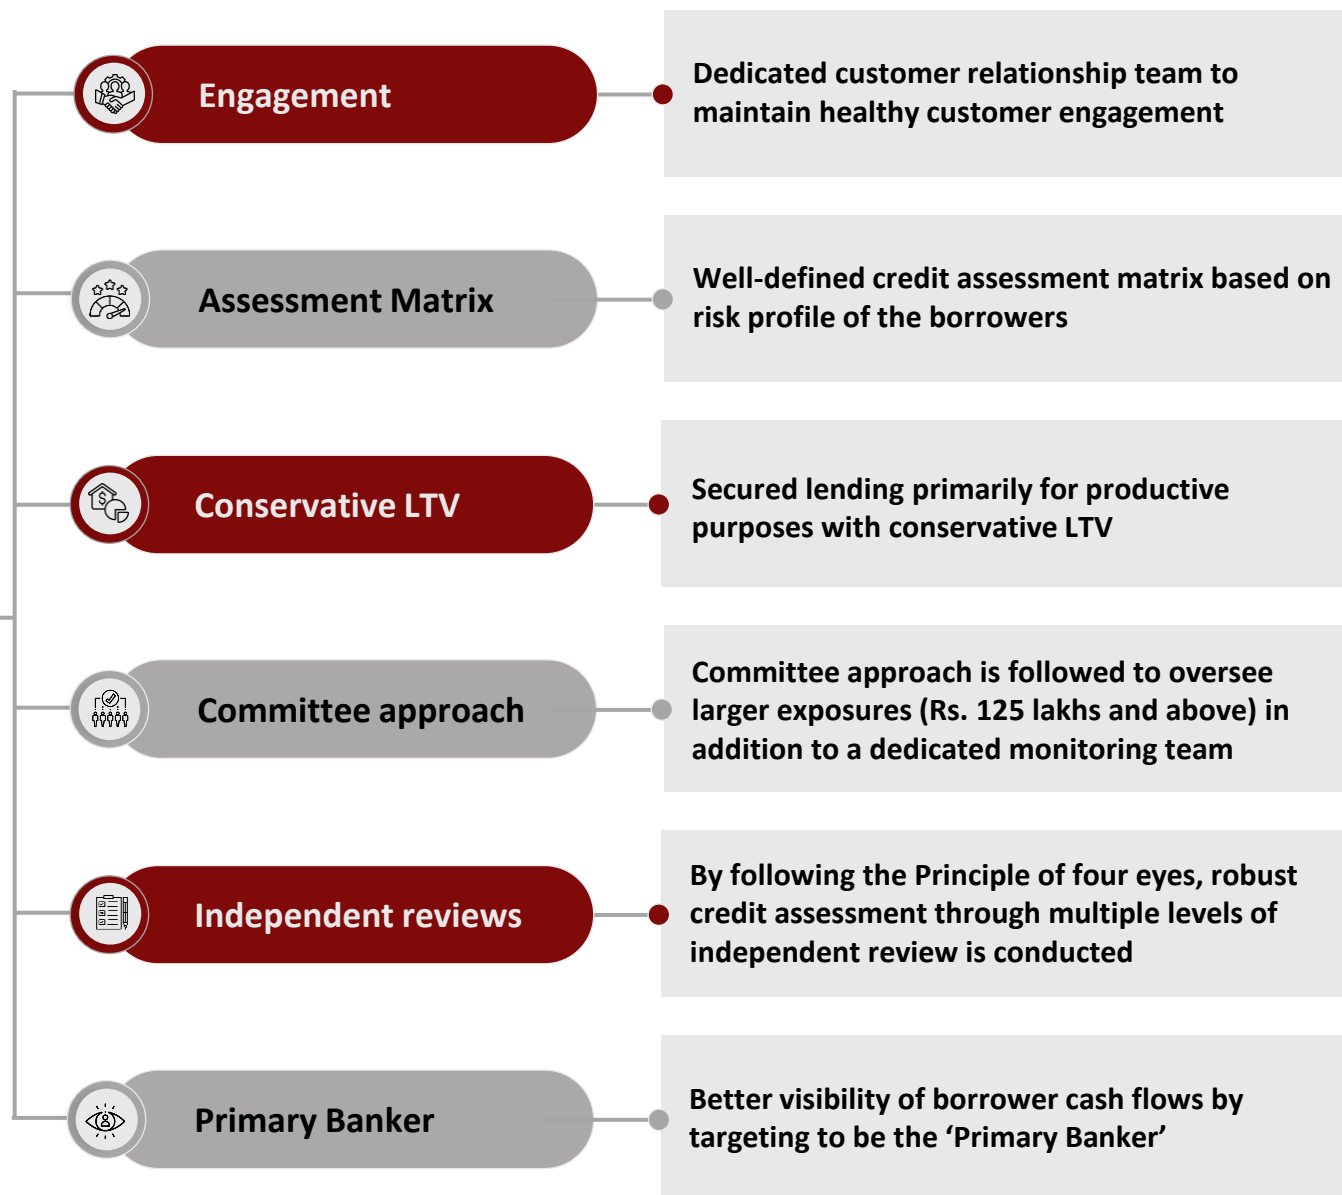 Engagement
Dedicated customer relationship team to
maintain healthy customer engagement
Assessment Matrix
Well-defined credit assessment matrix based on
risk profile of the borrowers
Conservative LTV
Secured lending primarily for productive
purposes with conservative LTV
Committee approach
Committee approach is followed to oversee
larger exposures (Rs. 125 lakhs and above) in
addition to a dedicated monitoring team
Independent reviews
By following the Principle of four eyes, robust
credit assessment through multiple levels of
independent review is conducted
Primary Banker
Better visibility of borrower cash flows by
targeting to be the ‘Primary Banker’